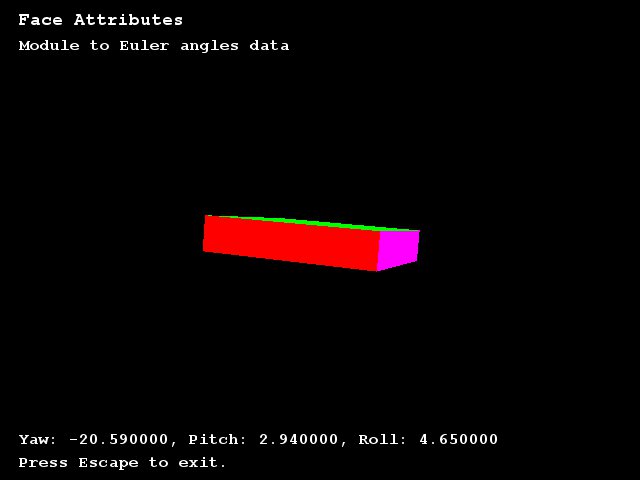 Face Attributes
Module to Euler angles data
Yaw: -20.590000, Pitch: 2.940000, Roll: 4.650000
Press Escape to exit.